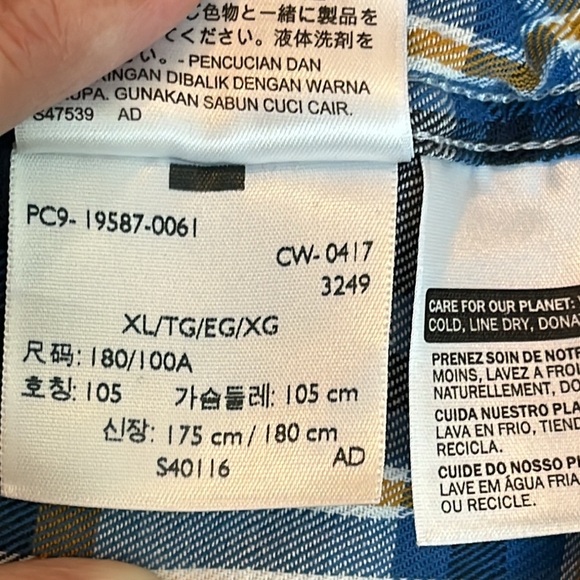 色物と一緒に製品を
ください。液体洗剤を
い。- PENCUCIAN DAN
INGAN DIBALIK DENGAN WARNA
UPA. GUNAKAN SABUN CUCI CAIR.
S47539 AD
PC9-19587-0061
CW-0417
3249
XL/TG/EG/XG
尺码: 180/100A
호칭: 105 가슴둘레: 105 cm
신장: 175 cm / 180 cm
S40116 AD
CARE FOR OUR PLANET:
COLD, LINE DRY, DONA
PRENEZ SOIN DE NOTR
MOINS, LAVEZ A FROI
NATURELLEMENT, DO
CUIDA NUESTRO PLA
LAVA EN FRIO, TIEND
RECICLA.
CUIDE DO NOSSO P
LAVE EM ÁGUA FRIA
OU RECICLE.